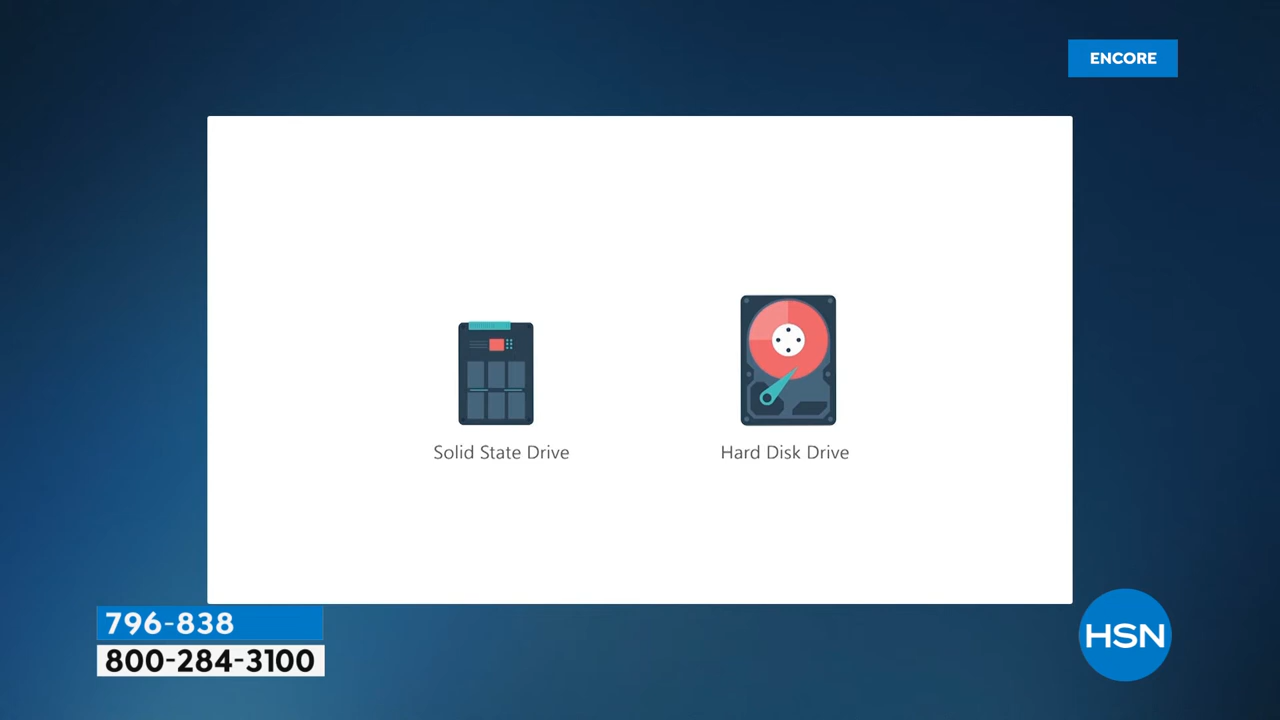 ENCORE
Solid State Drive
Hard Disk Drive
796-838
800-284-3100
HSN